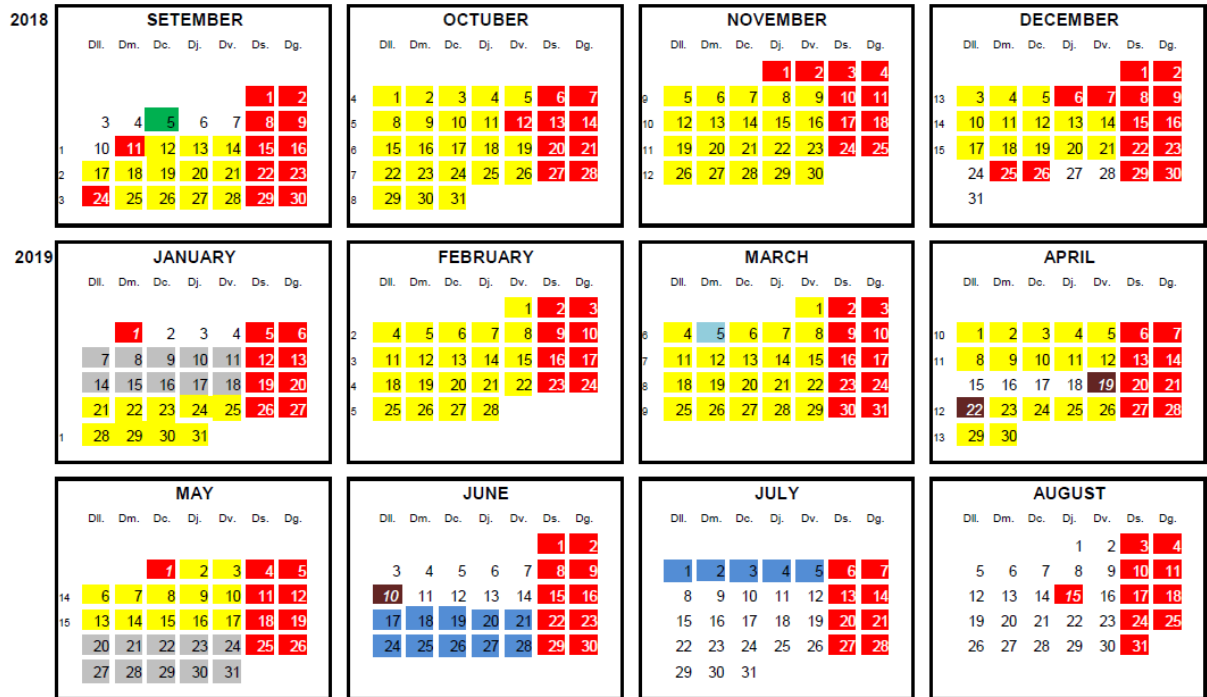 2018 SETEMBER OCTUBER NOVEMBER DECEMBER
Dll. Dm. Dc. Dj. Dv. Ds. Dg. Dll. Dm. Dc. Dj. Dv. Ds. Dg. Dll. Dm. Dc. Dj. Dv. Ds. Dg. Dll. Dm. Dc. Dj. Dv. Ds. Dg.
1 2 3 4 1 2
1 2 4 1 2 3 4 5 6 7 9 5 6 7 8 9 10 11 13 3 4 5 6 7 8 9
3 4 5 6 7 8 9 5 8 9 10 11 12 13 14 10 12 13 14 15 16 17 18 14 10 11 12 13 14 15 16
1 10 11 12 13 14 15 16 6 15 16 17 18 19 20 21 11 19 20 21 22 23 24 25 15 17 18 19 20 21 22 23
2 17 18 19 20 21 22 23 7 22 23 24 25 26 27 28 12 26 27 28 29 30 24 25 26 27 28 29 30
3 24 25 26 27 28 29 30 8 29 30 31 31
2019 JANUARY FEBRUARY MARCH APRIL
Dll. Dm. Dc. Dj. Dv. Ds. Dg. Dll. Dm. Dc. Dj. Dv. Ds. Dg. Dll. Dm. Dc. Dj. Dv. Ds. Dg. Dll. Dm. Dc. Dj. Dv. Ds. Dg.
1 2 3 1 2 3
1 2 3 4 5 6 2 4 5 6 7 8 9 10 6 4 5 6 7 8 9 10 10 1 2 3 4 5 6 7
7 8 9 10 11 12 13 3 11 12 13 14 15 16 17 7 11 12 13 14 15 16 17 11 8 9 10 11 12 13 14
14 15 16 17 18 19 20 4 18 19 20 21 22 23 24 8 18 19 20 21 22 23 24 15 16 17 18 19 20 21
21 22 23 24 25 26 27 5 25 26 27 28 9 25 26 27 28 29 30 31 12 22 23 24 25 26 27 28
1 28 29 30 31 13 29 30
MAY JUNE JULY AUGUST
Dll. Dm. Dc. Dj. Dv. Ds. Dg. Dll. Dm. Dc. Dj. Dv. Ds. Dg. Dll. Dm. Dc. Dj. Dv. Ds. Dg. Dll. Dm. Dc. Dj. Dv. Ds. Dg.
1 2 1 2 3 4
1 2 3 4 5 3 4 5 6 7 8 9 1 2 3 4 5 6 7 5 6 7 8 9 10 11
14 6 7 8 9 10 11 12 10 11 12 13 14 15 16 8 9 10 11 12 13 14 12 13 14 15 16 17 18
15 13 14 15 16 17 18 19 17 18 19 20 21 22 23 15 16 17 18 19 20 21 19 20 21 22 23 24 25
20 21 22 23 24 25 26 24 25 26 27 28 29 30 22 23 24 25 26 27 28 26 27 28 29 30 31
27 28 29 30 31 29 30 31